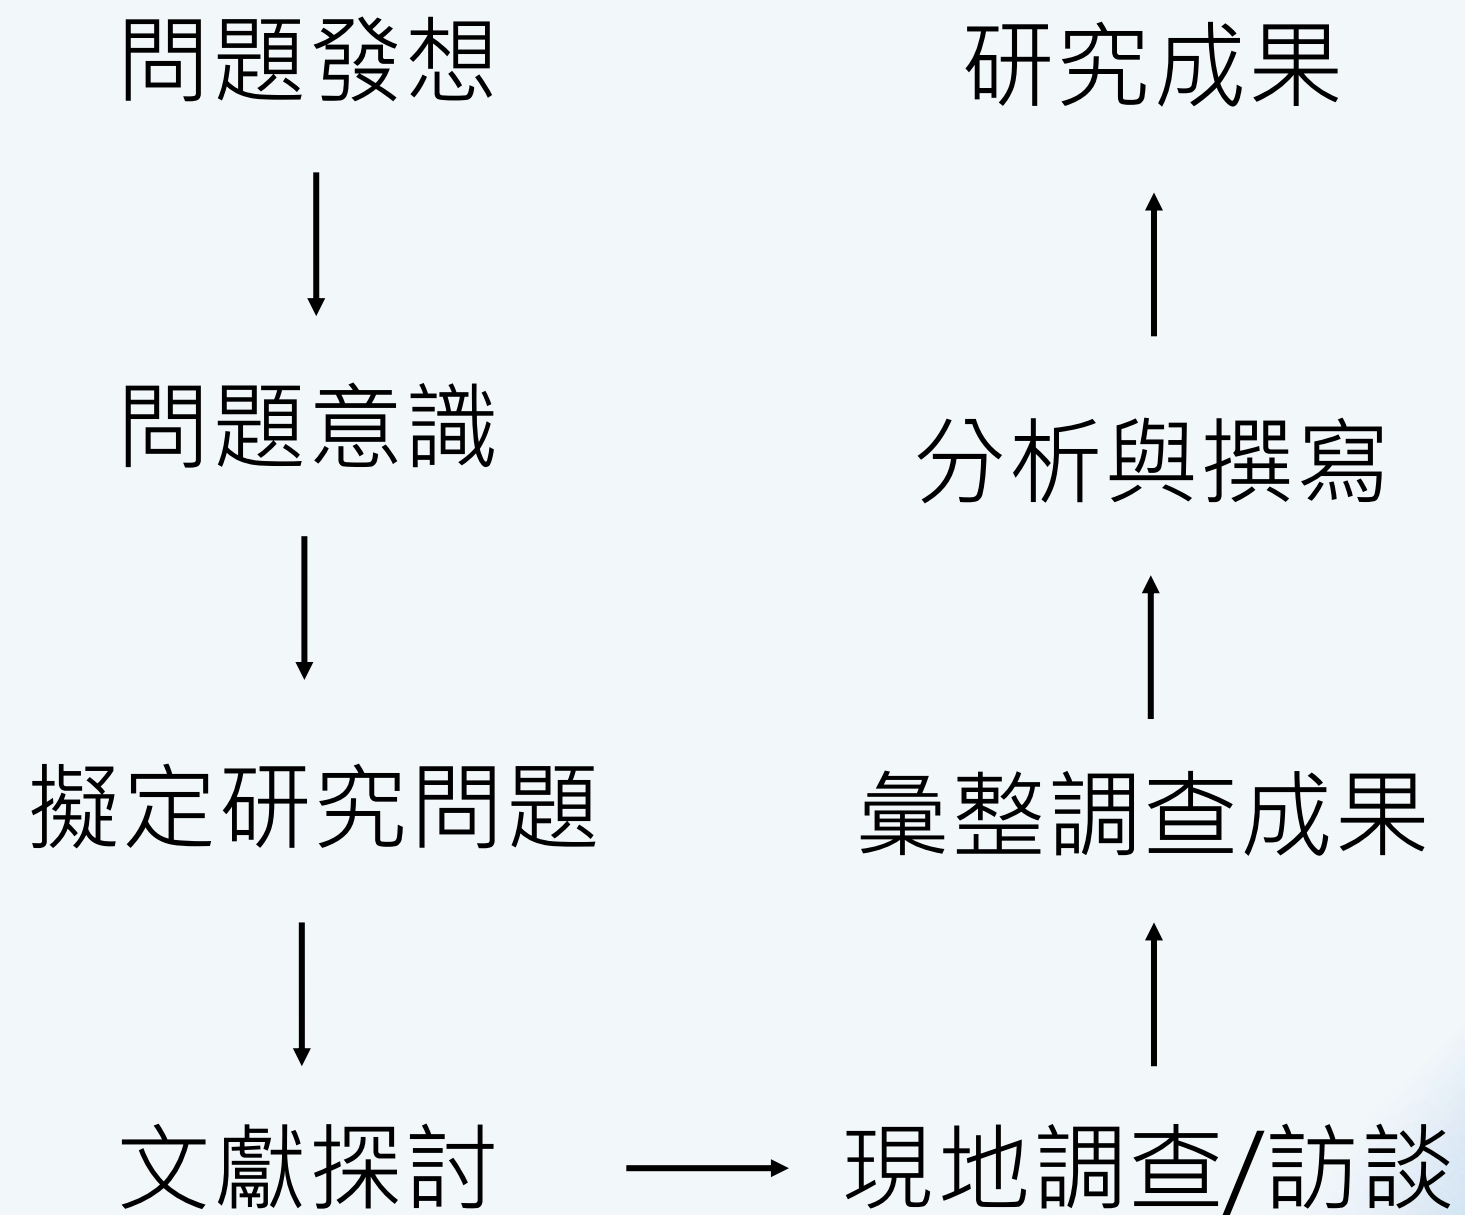 問題發想
問題意識
擬定研究問題
文獻探討
現地調查/訪談
彙整調查成果
分析與撰寫
研究成果